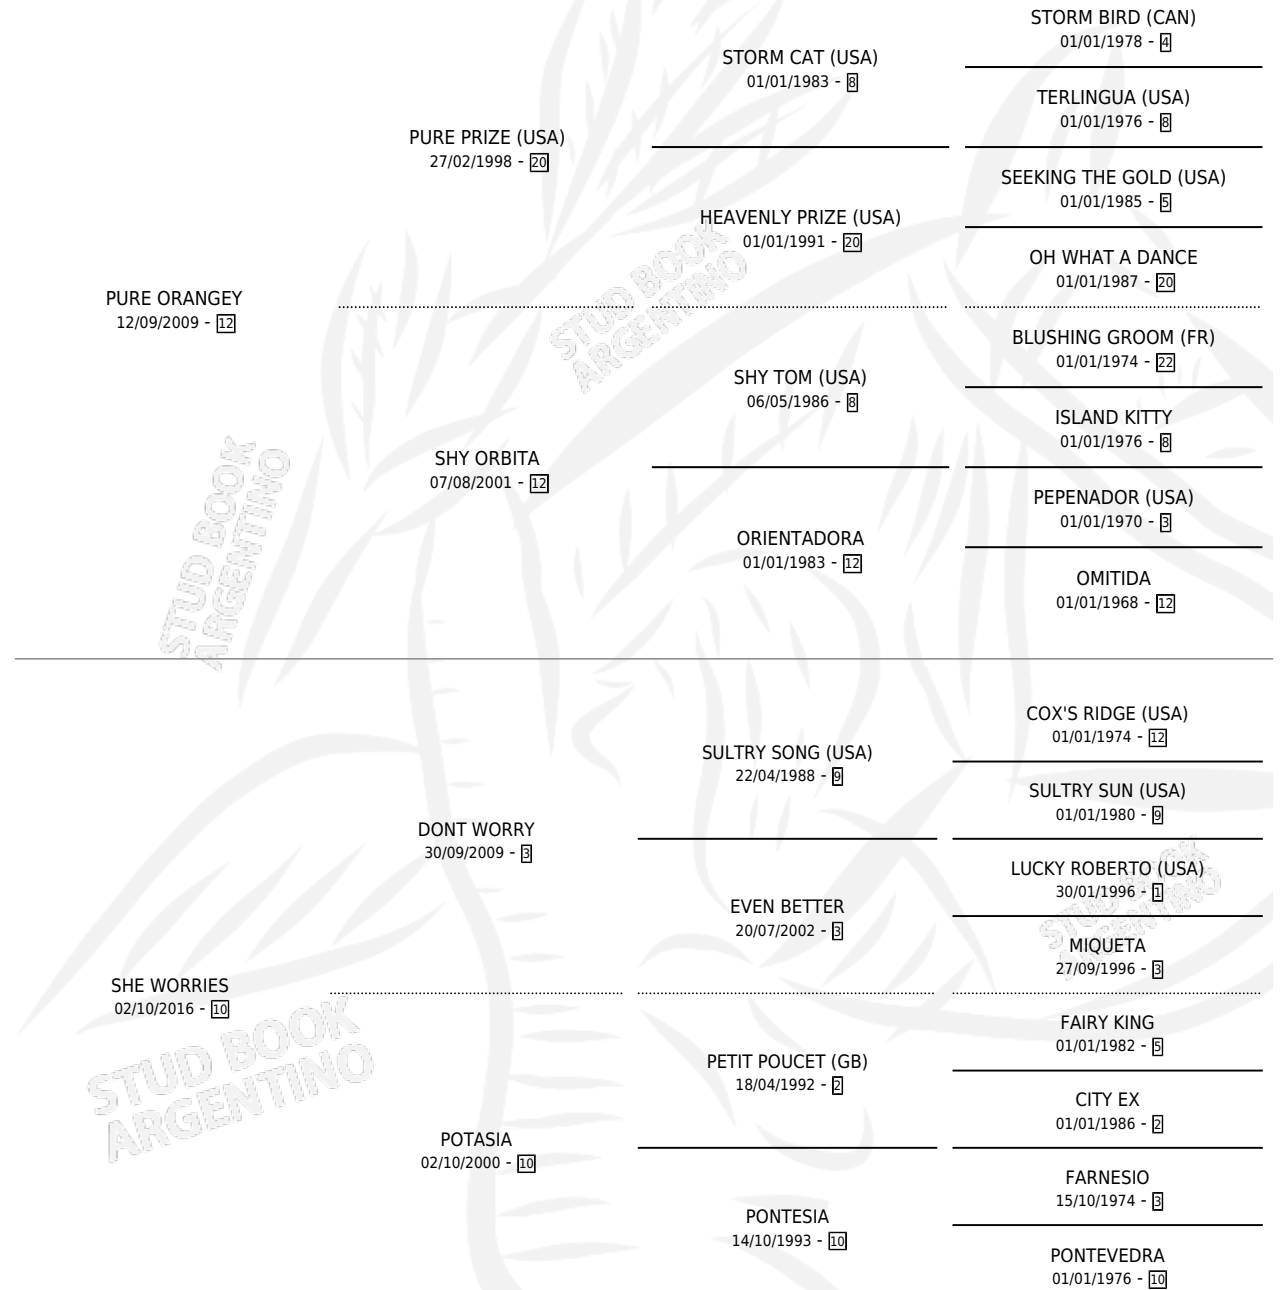 STORM BIRD (CAN)
01/01/1978 - 4
STORM CAT (USA)
01/01/1983 - 8
TERLINGUA (USA)
01/01/1976 - 8
PURE PRIZE (USA)
27/02/1998 - 20
SEEKING THE GOLD (USA)
01/01/1985 - 5
HEAVENLY PRIZE (USA)
01/01/1991 - 20
OH WHAT A DANCE
01/01/1987 - 20
PURE ORANGEY
12/09/2009 - 12
STUD BOOK
ARGENTINO
BLUSHING GROOM (FR)
01/01/1974 - 22
SHY TOM (USA)
06/05/1986 - 8
ISLAND KITTY
01/01/1976 - 8
SHY ORBITA
07/08/2001 - 12
PEPENADOR (USA)
01/01/1970 - 3
ORIENTADORA
01/01/1983 - 12
OMITIDA
01/01/1968 - 12
STUD BOOK
ARGENTINO
COX'S RIDGE (USA)
01/01/1974 - 12
SULTRY SONG (USA)
22/04/1988 - 9
SULTRY SUN (USA)
01/01/1980 - 9
DONT WORRY
30/09/2009 - 3
LUCKY ROBERTO (USA)
30/01/1996 - 1
EVEN BETTER
20/07/2002 - 3
MIQUETA
27/09/1996 - 3
STUD BOOK
ARGENTINO
SHE WORRIES
02/10/2016 - 10
STUD BOOK
ARGENTINO
FAIRY KING
01/01/1982 - 5
PETIT POUCET (GB)
18/04/1992 - 2
CITY EX
01/01/1986 - 2
POTASIA
02/10/2000 - 10
FARNESIO
15/10/1974 - 3
PONTESIA
14/10/1993 - 10
PONTEVEDRA
01/01/1976 - 10